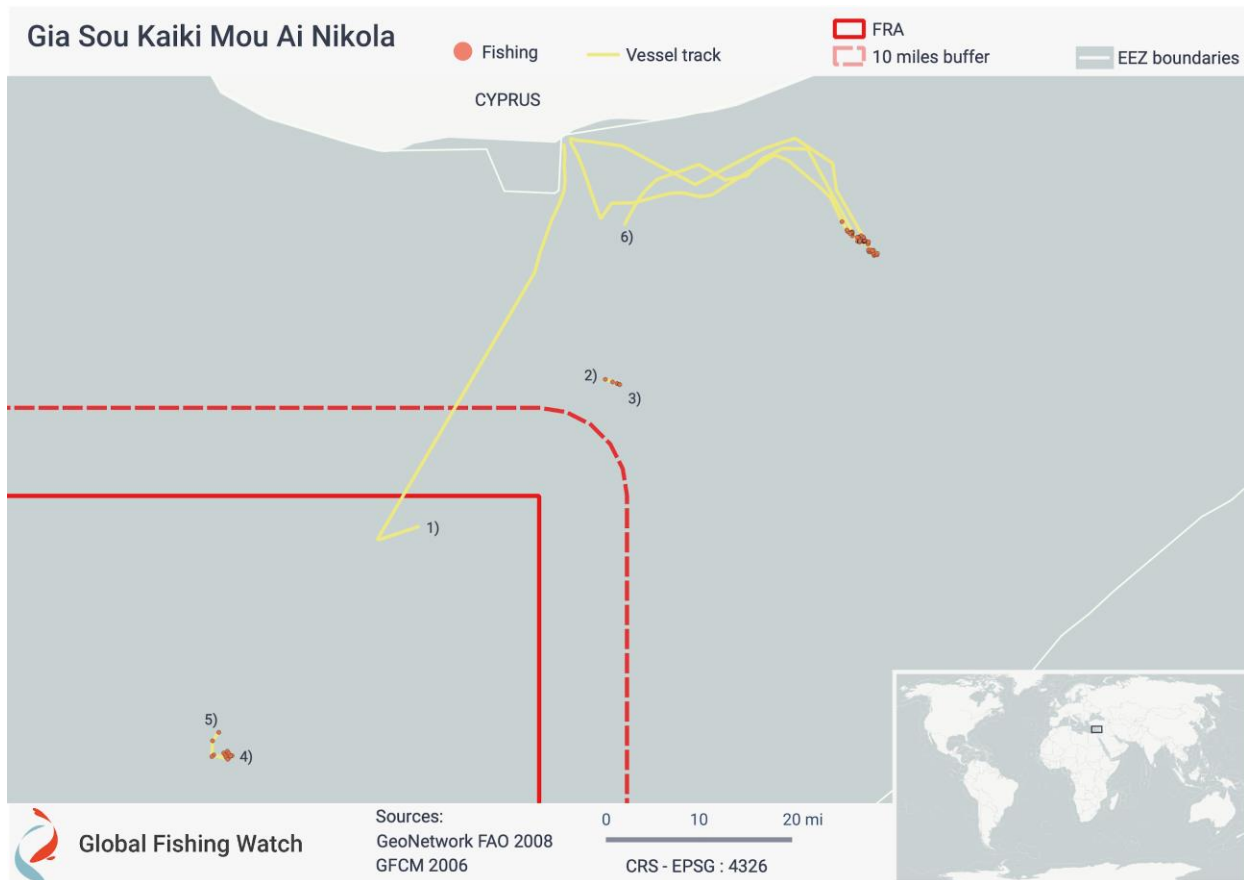 Gia Sou Kaiki Mou Ai Nikola
Fishing
Vessel track
FRA
10 miles buffer
EEZ boundaries
CYPRUS
6)
2)
3)
1)
5)
4)
Global Fishing Watch
Sources:
GeoNetwork FAO 2008
GFCM 2006
0 10 20 mi
CRS - EPSG : 4326